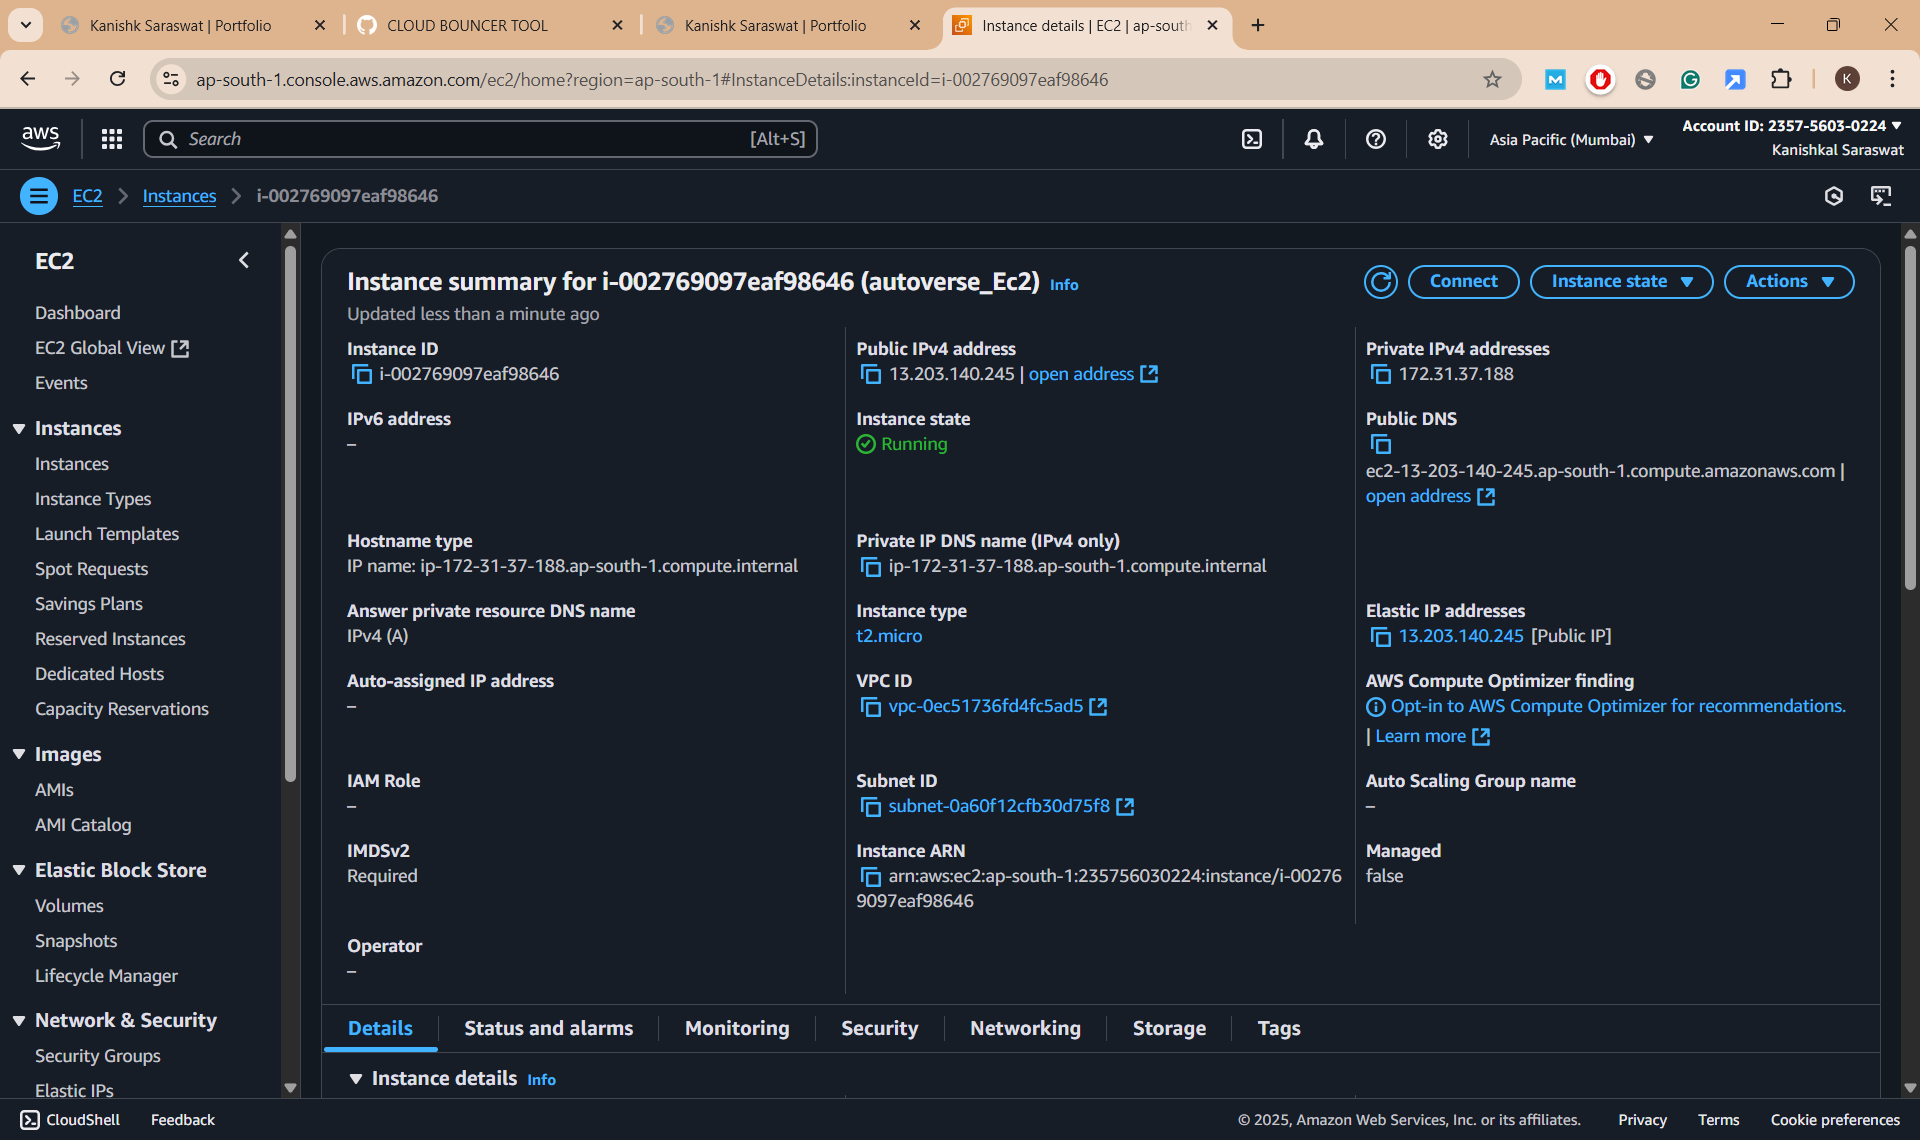 Kanishk Saraswat | Portfolio
CLOUD BOUNCER TOOL
Kanishk Saraswat | Portfolio
Instance details | EC2 | ap-south
ap-south-1.console.aws.amazon.com/ec2/home?region=ap-south-1#InstanceDetails:instanceId=i-002769097eaf98646
M
G
K
aws
Search
[Alt+S]
Asia Pacific (Mumbai)
Account ID: 2357-5603-0224
Kanishkal Saraswat
EC2
Instances
i-002769097eaf98646
EC2
Dashboard
EC2 Global View
Events
Instances
Instances
Instance Types
Launch Templates
Spot Requests
Savings Plans
Reserved Instances
Dedicated Hosts
Capacity Reservations
Images
AMIs
AMI Catalog
Elastic Block Store
Volumes
Snapshots
Lifecycle Manager
Network & Security
Security Groups
Elastic IPs
Instance summary for i-002769097eaf98646 (autoverse_Ec2) Info
Updated less than a minute ago
Connect
Instance state
Actions
Instance ID
i-002769097eaf98646
Public IPv4 address
13.203.140.245 | open address
Private IPv4 addresses
172.31.37.188
IPv6 address
–
Instance state
Running
Public DNS
ec2-13-203-140-245.ap-south-1.compute.amazonaws.com |
open address
Hostname type
IP name: ip-172-31-37-188.ap-south-1.compute.internal
Private IP DNS name (IPv4 only)
ip-172-31-37-188.ap-south-1.compute.internal
Answer private resource DNS name
IPv4 (A)
Instance type
t2.micro
Elastic IP addresses
13.203.140.245 [Public IP]
Auto-assigned IP address
–
VPC ID
vpc-0ec51736fd4fc5ad5
AWS Compute Optimizer finding
Opt-in to AWS Compute Optimizer for recommendations.
| Learn more
IAM Role
–
Subnet ID
subnet-0a60f12cfb30d75f8
Auto Scaling Group name
–
IMDSv2
Required
Instance ARN
arn:aws:ec2:ap-south-1:235756030224:instance/i-00276
9097eaf98646
Managed
false
Operator
–
Details
Status and alarms
Monitoring
Security
Networking
Storage
Tags
Instance details Info
CloudShell
Feedback
© 2025, Amazon Web Services, Inc. or its affiliates.
Privacy
Terms
Cookie preferences